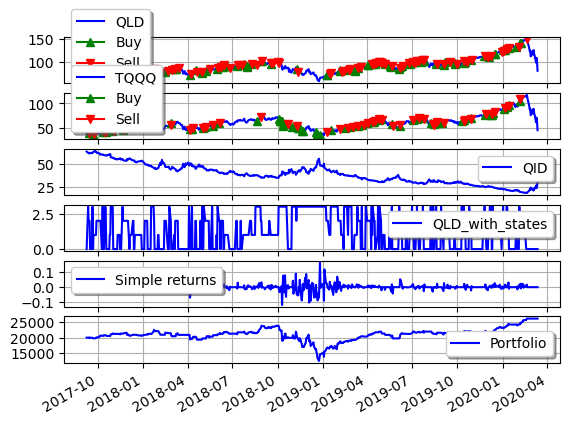 QLD
Buy
Sell
150
100
TQQQ
Buy
Sell
100
50
QID
50
25
QLD_with_states
2.5
0.0
Simple returns
0.1
0.0
−0.1
Portfolio
25000
20000
15000
2017-10 2018-01 2018-04 2018-07 2018-10 2019-01 2019-04 2019-07 2019-10 2020-01 2020-04